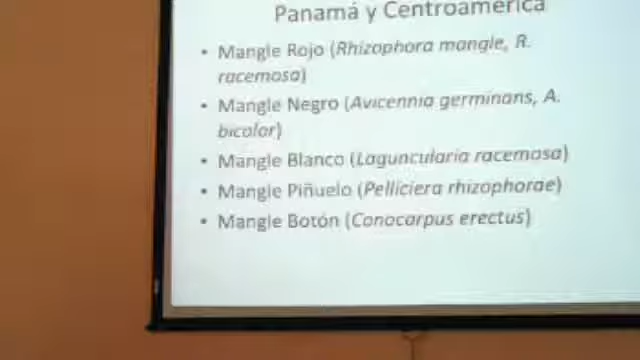 Panamá y Centroamérica
• Mangle Rojo (Rhizophora mangle, R.
racemosa)
• Mangle Negro (Avicennia germinans, A.
bicolor)
• Mangle Blanco (Laguncularia racemosa)
• Mangle Piñuelo (Pelliciera rhizophorae)
• Mangle Botón (Conocarpus erectus)